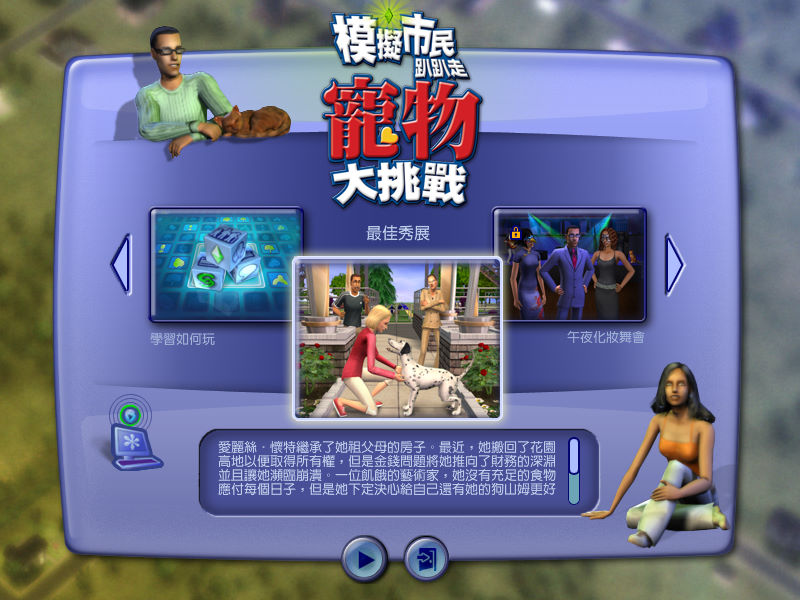 模擬市民
趴趴走
寵物
大挑戰
最佳秀展
學習如何玩
午夜化妝舞會
愛麗絲．懷特繼承了她祖父母的房子。最近，她搬回了花園
高地以便取得所有權，但是金錢問題將她推向了財務的深淵
並且讓她瀕臨崩潰。一位飢餓的藝術家，她沒有充足的食物
應付每個日子，但是她下定決心給自己還有她的狗山姆更好